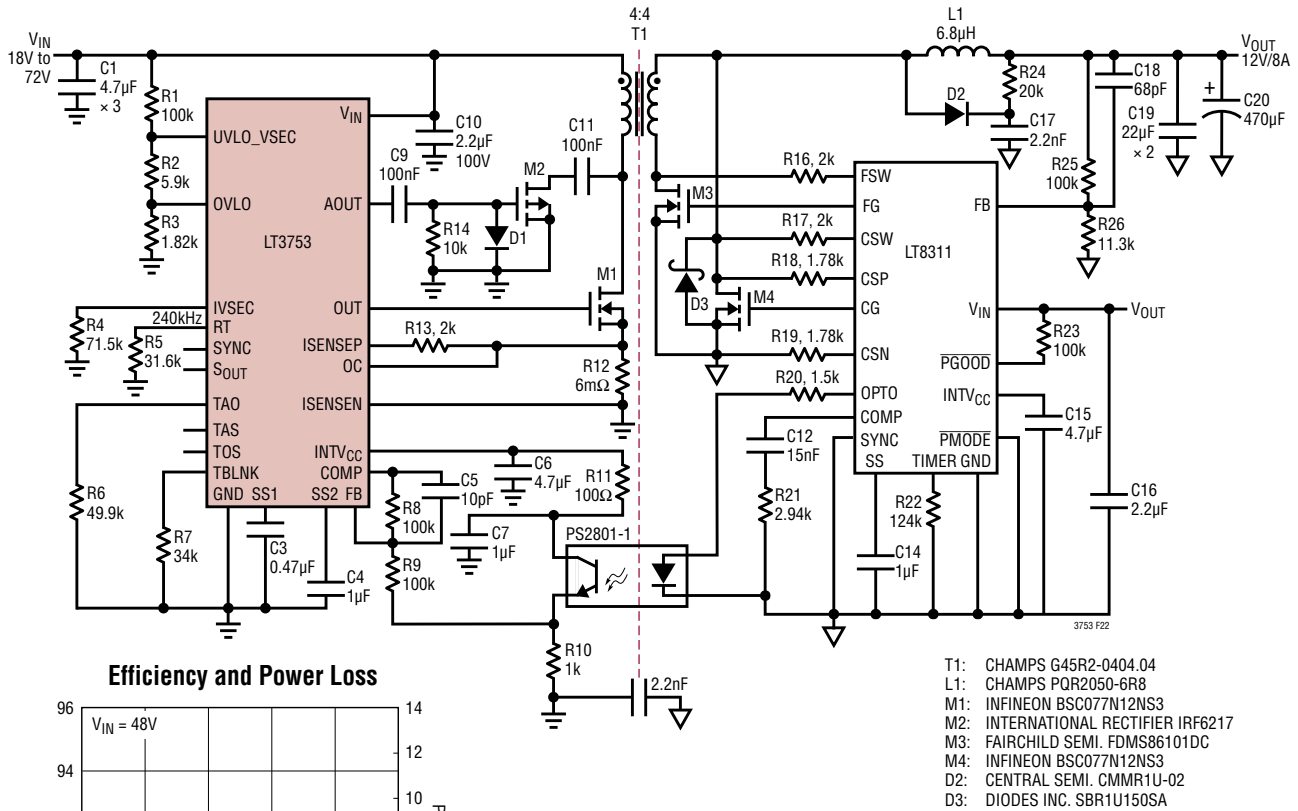 4:4
T1
L1
6.8µH
VIN
18V to
72V
C1
4.7µF
× 3
R1
100k
R2
5.9k
R3
1.82k
UVLO_VSEC
OVLO
LT3753
VIN
AOUT
C9
100nF
C10
2.2µF
100V
M2
C11
100nF
R14
10k
D1
M1
IVSEC
240kHz
RT
SYNC
SOUT
R4
71.5k
R5
31.6k
OUT
ISENSEP
OC
R13, 2k
R12
6mΩ
ISENSEN
TAO
TAS
TOS
TBLNK
GND
SS1
SS2
FB
INTVCC
COMP
R6
49.9k
R7
34k
C3
0.47µF
C4
1µF
R8
100k
C5
10pF
R9
100k
C6
4.7µF
R11
100Ω
C7
1µF
PS2801-1
R10
1k
2.2nF
D2
R24
20k
C17
2.2nF
C18
68pF
C19
22µF
× 2
C20
470µF
+
VOUT
12V/8A
R25
100k
R26
11.3k
R16, 2k
M3
R17, 2k
R18, 1.78k
D3
M4
R19, 1.78k
R20, 1.5k
FSW
FG
CSW
CSP
CG
CSN
OPTO
COMP
SYNC
SS
LT8311
FB
VIN
PGOOD
INTVCC
PMODE
TIMER
GND
VOUT
R23
100k
C15
4.7µF
C16
2.2µF
C12
15nF
R21
2.94k
C14
1µF
R22
124k
3753 F22
T1: CHAMPS G45R2-0404.04
L1: CHAMPS PQR2050-6R8
M1: INFINEON BSC077N12NS3
M2: INTERNATIONAL RECTIFIER IRF6217
M3: FAIRCHILD SEMI. FDMS86101DC
M4: INFINEON BSC077N12NS3
D2: CENTRAL SEMI. CMMR1U-02
D3: DIODES INC. SBR1U150SA
Efficiency and Power Loss
96
94
VIN = 48V
14
12
10